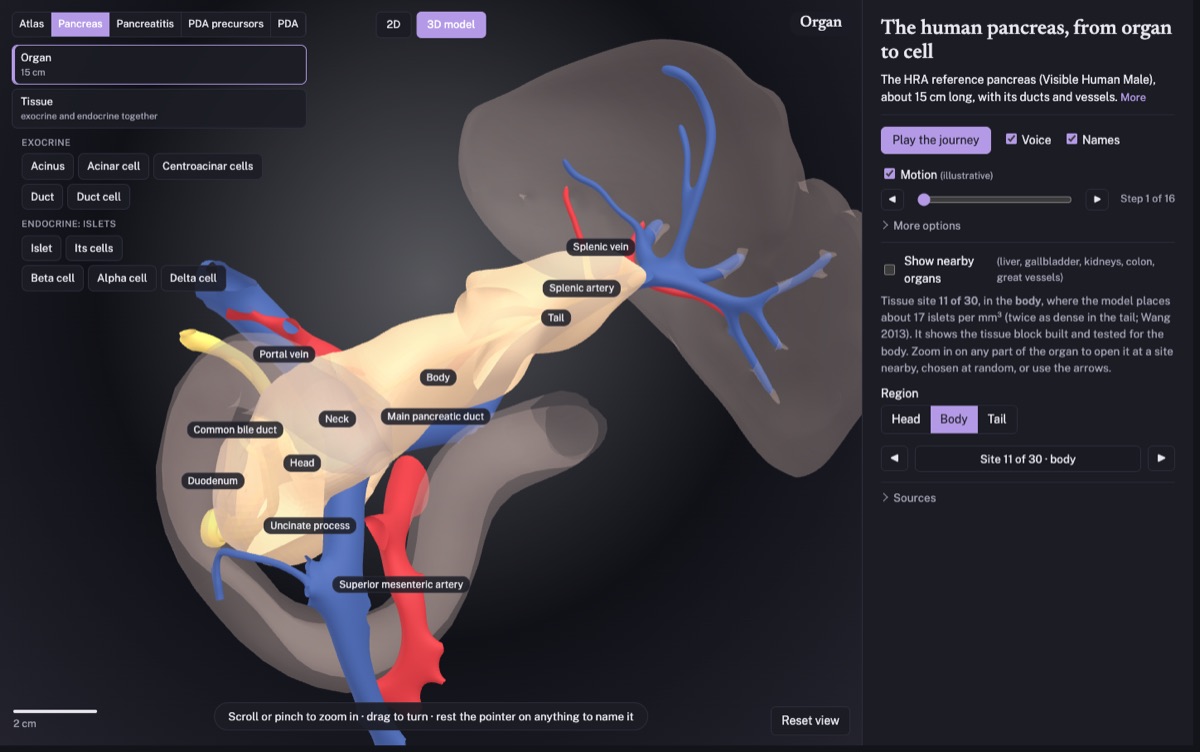 Atlas
Pancreas
Pancreatitis
PDA precursors
PDA
2D
3D model
Organ
Organ
15 cm
Tissue
exocrine and endocrine together
EXOCRINE
Acinus
Acinar cell
Centroacinar cells
Duct
Duct cell
ENDOCRINE: ISLETS
Islet
Its cells
Beta cell
Alpha cell
Delta cell
Splenic vein
Splenic artery
Tail
Portal vein
Body
Neck
Main pancreatic duct
Common bile duct
Head
Duodenum
Uncinate process
Superior mesenteric artery
2 cm
Scroll or pinch to zoom in · drag to turn · rest the pointer on anything to name it
Reset view
The human pancreas, from organ
to cell
The HRA reference pancreas (Visible Human Male),
about 15 cm long, with its ducts and vessels. More
Play the journey
Voice
Names
Motion (illustrative)
◄
►
Step 1 of 16
More options
Show nearby
organs
(liver, gallbladder, kidneys, colon,
great vessels)
Tissue site 11 of 30, in the body, where the model places
about 17 islets per mm³ (twice as dense in the tail; Wang
2013). It shows the tissue block built and tested for the
body. Zoom in on any part of the organ to open it at a site
nearby, chosen at random, or use the arrows.
Region
Head
Body
Tail
◄
Site 11 of 30 · body
►
Sources